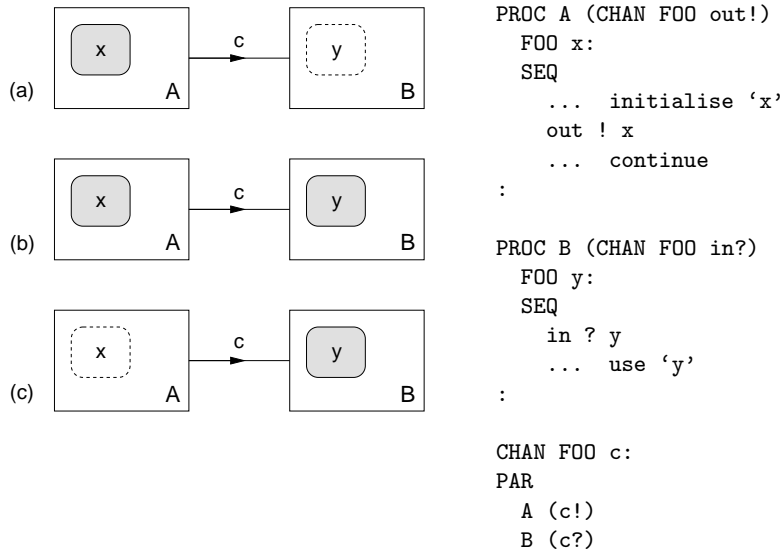 x
c
y
(a)
A
B
x
c
y
(b)
A
B
x
c
y
(c)
A
B
PROC A (CHAN FOO out!)
  FOO x:
  SEQ
    ...  initialise ‘x’
    out ! x
    ...  continue
:
PROC B (CHAN FOO in?)
  FOO y:
  SEQ
    in ? y
    ...  use ‘y’
:
CHAN FOO c:
PAR
  A (c!)
  B (c?)